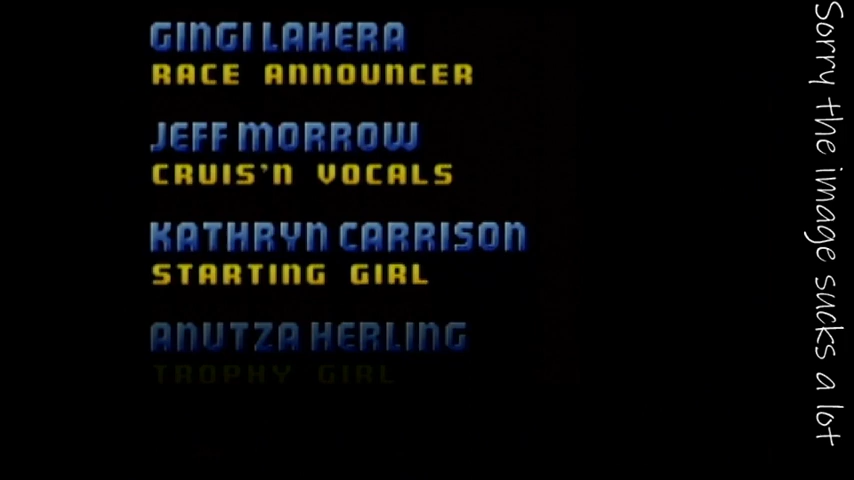 GINGI LAHERA
RACE ANNOUNCER
JEFF MORROW
CRUIS'N VOCALS
KATHRYN CARRISON
STARTING GIRL
ANUTZA HERLING
TROPHY GIRL
Sorry the image sucks a lot